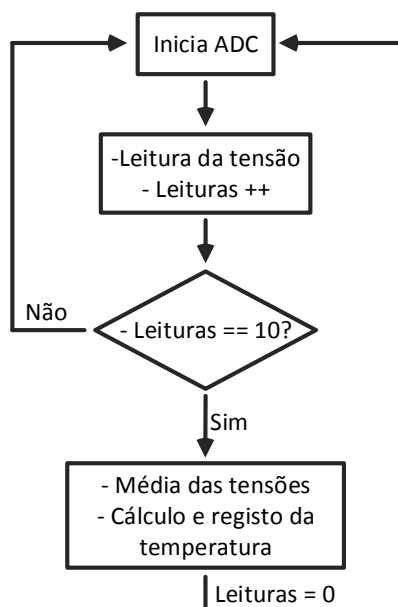 Inicia ADC
-Leitura da tensão
- Leituras ++
- Leituras == 10?
Não
Sim
- Média das tensões
- Cálculo e registo da
temperatura
Leituras = 0